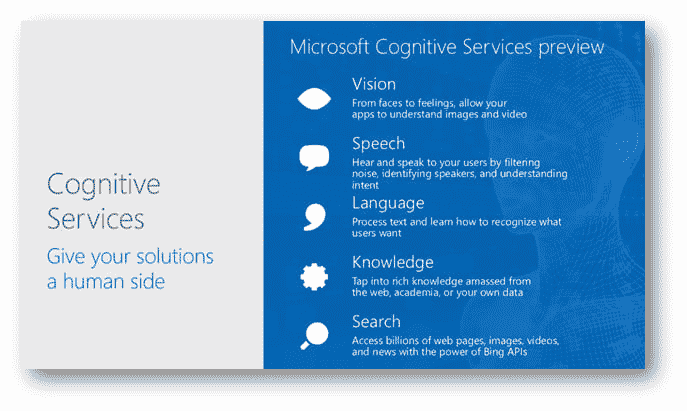 Cognitive
Services
Give your solutions
a human side
Microsoft Cognitive Services preview
Vision
From faces to feelings, allow your
apps to understand images and video
Speech
Hear and speak to your users by filtering
noise, identifying speakers, and understanding
intent
Language
Process text and learn how to recognize what
users want
Knowledge
Tap into rich knowledge amassed from
the web, academia, or your own data
Search
Access billions of web pages, images, videos,
and news with the power of Bing APIs